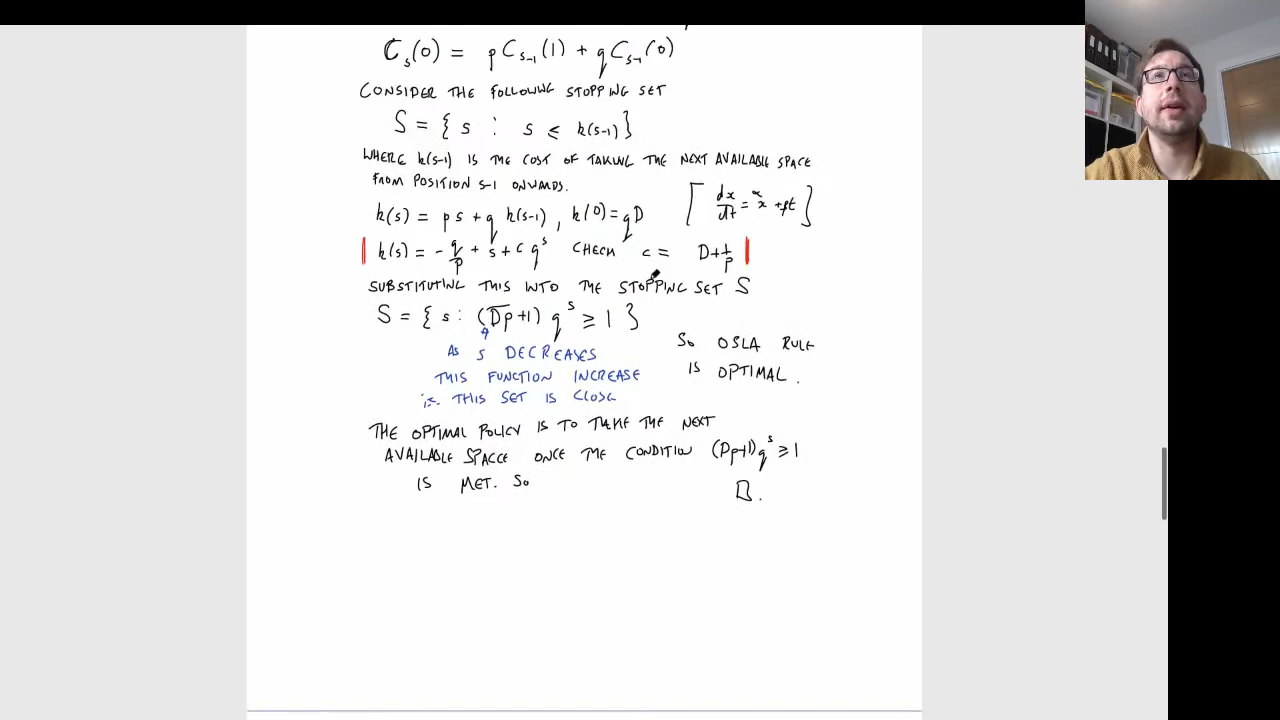 C_s(0) = p C_{s-1}(1) + q C_{s-1}(0)
CONSIDER THE FOLLOWING STOPPING SET
S = { s : s ≤ k(s-1) }
WHERE k(s-1) IS THE COST OF TAKING THE NEXT AVAILABLE SPACE
FROM POSITION S-1 ONWARDS.
k(s) = p s + q k(s-1), k(0) = qD [ dx/dt = αx + pt ]
k(s) = - q/p + s + c q^s CHECK c = D + 1/p
SUBSTITUTING THIS INTO THE STOPPING SET S
S = { s : (Dp+1) q^s ≥ 1 }
AS S DECREASES
THIS FUNCTION INCREASE
i.e. THIS SET IS CLOSE
SO OSLA RULE
IS OPTIMAL.
THE OPTIMAL POLICY IS TO TAKE THE NEXT
AVAILABLE SPACCE ONCE THE CONDITION (Dp+1)q^s ≥ 1
IS MET. SO
□.